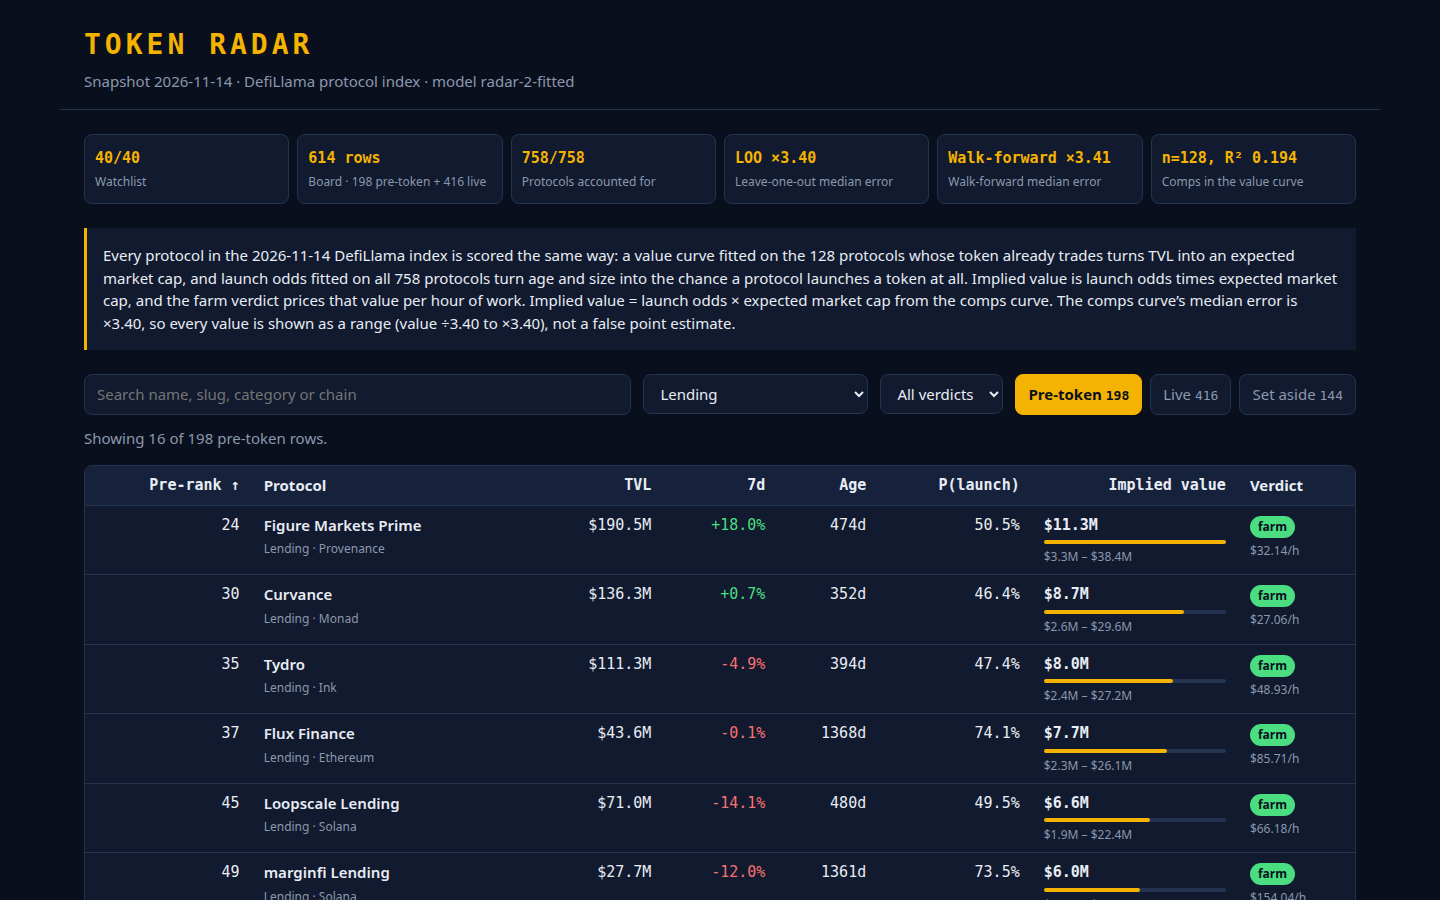 TOKEN RADAR
Snapshot 2026-11-14 · DefiLlama protocol index · model radar-2-fitted
40/40
Watchlist
614 rows
Board · 198 pre-token + 416 live
758/758
Protocols accounted for
LOO ×3.40
Leave-one-out median error
Walk-forward ×3.41
Walk-forward median error
n=128, R² 0.194
Comps in the value curve
Every protocol in the 2026-11-14 DefiLlama index is scored the same way: a value curve fitted on the 128 protocols whose token already trades turns TVL into an expected
market cap, and launch odds fitted on all 758 protocols turn age and size into the chance a protocol launches a token at all. Implied value is launch odds times expected market
cap, and the farm verdict prices that value per hour of work. Implied value = launch odds × expected market cap from the comps curve. The comps curve’s median error is
×3.40, so every value is shown as a range (value ÷3.40 to ×3.40), not a false point estimate.
Search name, slug, category or chain
Lending
All verdicts
Pre-token 198
Live 416
Set aside 144
Showing 16 of 198 pre-token rows.
Pre-rank ↑ Protocol TVL 7d Age P(launch) Implied value Verdict
24 Figure Markets Prime $190.5M +18.0% 474d 50.5% $11.3M farm
Lending · Provenance $3.3M – $38.4M $32.14/h
30 Curvance $136.3M +0.7% 352d 46.4% $8.7M farm
Lending · Monad $2.6M – $29.6M $27.06/h
35 Tydro $111.3M -4.9% 394d 47.4% $8.0M farm
Lending · Ink $2.4M – $27.2M $48.93/h
37 Flux Finance $43.6M -0.1% 1368d 74.1% $7.7M farm
Lending · Ethereum $2.3M – $26.1M $85.71/h
45 Loopscale Lending $71.0M -14.1% 480d 49.5% $6.6M farm
Lending · Solana $1.9M – $22.4M $66.18/h
49 marginfi Lending $27.7M -12.0% 1361d 73.5% $6.0M farm
Lending · Solana $154.04/h